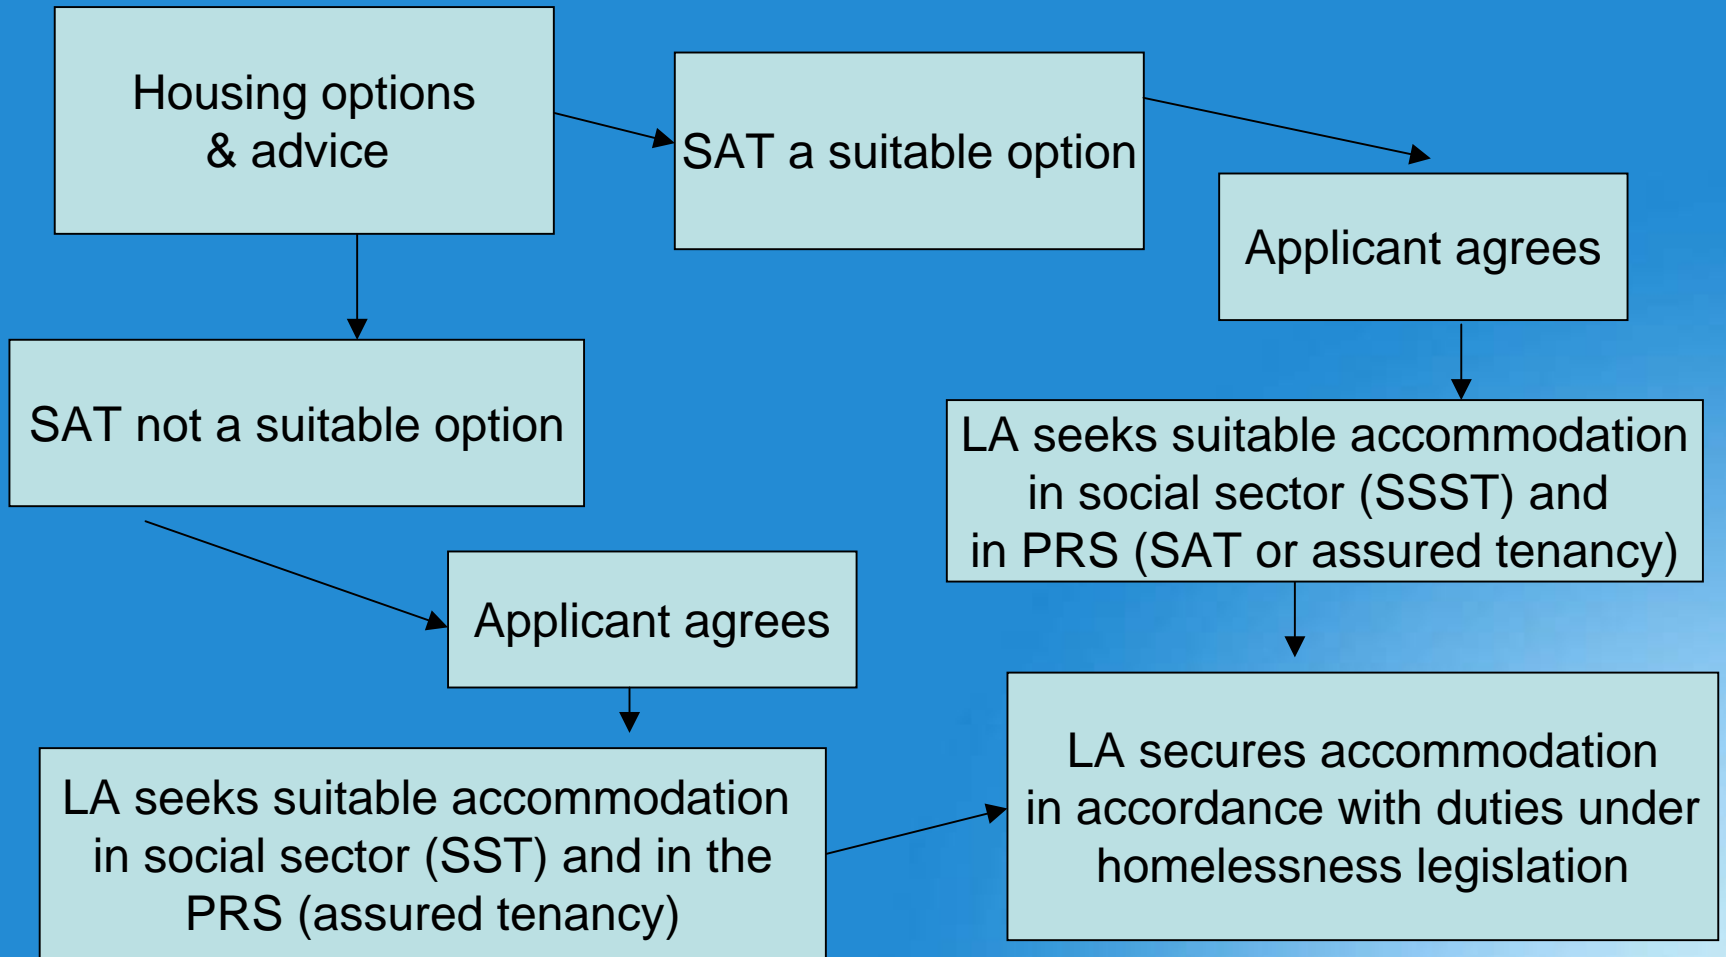 Housing options
& advice
SAT a suitable option
Applicant agrees
SAT not a suitable option
LA seeks suitable accommodation
in social sector (SSST) and
in PRS (SAT or assured tenancy)
Applicant agrees
LA seeks suitable accommodation
in social sector (SST) and in the
PRS (assured tenancy)
LA secures accommodation
in accordance with duties under
homelessness legislation